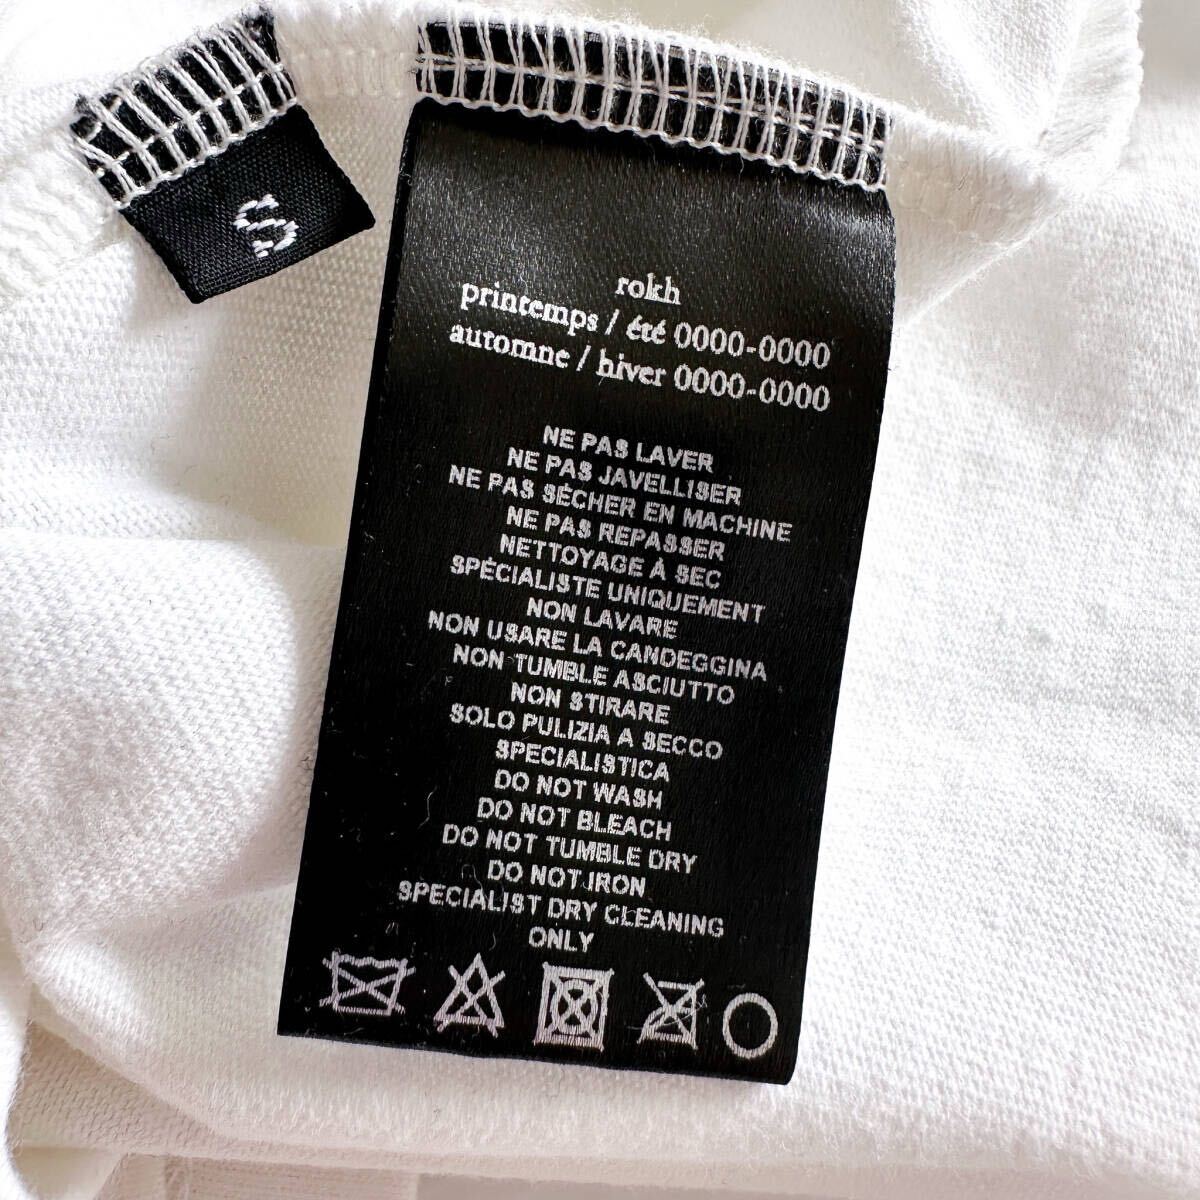 S
rokh
printemps / été 0000-0000
automne / hiver 0000-0000
NE PAS LAVER
NE PAS JAVELLISER
NE PAS SÉCHER EN MACHINE
NE PAS REPASSER
NETTOYAGE À SEC
SPÉCIALISTE UNIQUEMENT
NON LAVARE
NON USARE LA CANDEGGINA
NON TUMBLE ASCIUTTO
NON STIRARE
SOLO PULIZIA A SECCO
SPECIALISTICA
DO NOT WASH
DO NOT BLEACH
DO NOT TUMBLE DRY
DO NOT IRON
SPECIALIST DRY CLEANING
ONLY